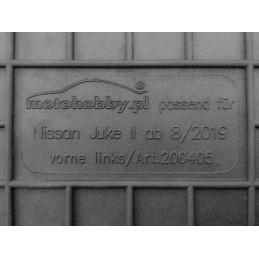 motohobby.pl passend für
Nissan Juke II ab 8/2019
vorne links/Art.200405